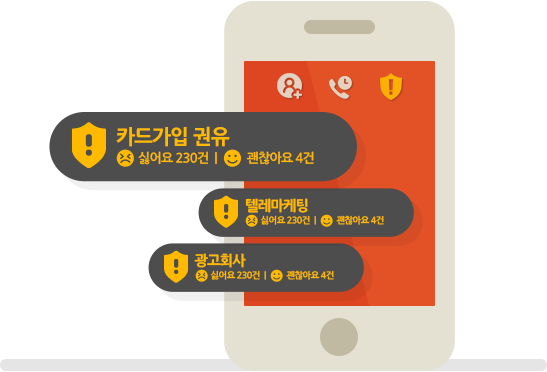 카드가입 권유
싫어요 230건 | 괜찮아요 4건
텔레마케팅
싫어요 230건 | 괜찮아요 4건
광고회사
싫어요 230건 | 괜찮아요 4건